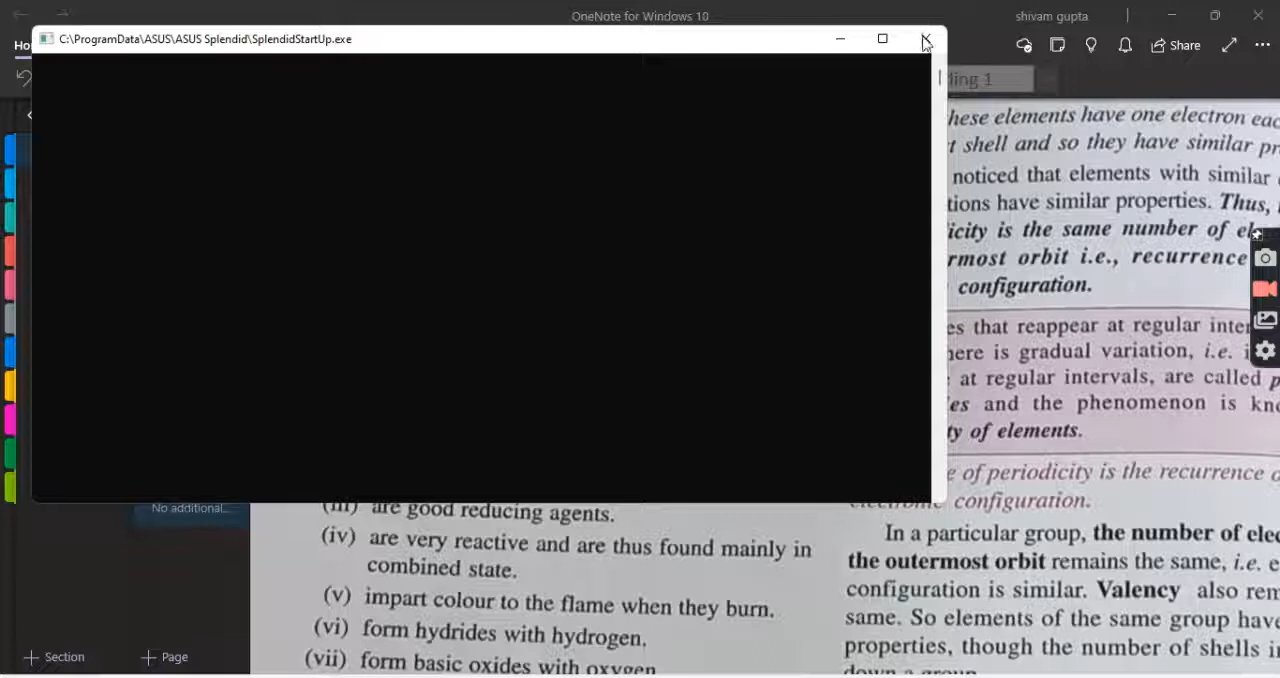 OneNote for Windows 10
shivam gupta
C:\ProgramData\ASUS\ASUS Splendid\SplendidStartUp.exe
Share
ling 1
hese elements have one electron eac
t shell and so they have similar pr
noticed that elements with similar
tions have similar properties. Thus,
icity is the same number of el
rmost orbit i.e., recurrence
configuration.
es that reappear at regular inter
here is gradual variation, i.e. i
at regular intervals, are called p
es and the phenomenon is kno
ty of elements.
e of periodicity is the recurrence o
configuration.
No additional...
(iii) are good reducing agents.
(iv) are very reactive and are thus found mainly in
combined state.
(v) impart colour to the flame when they burn.
(vi) form hydrides with hydrogen.
(vii) form basic oxides with oxygen
In a particular group, the number of elec
the outermost orbit remains the same, i.e. e
configuration is similar. Valency also rem
same. So elements of the same group have
properties, though the number of shells i
down a group
Section
Page